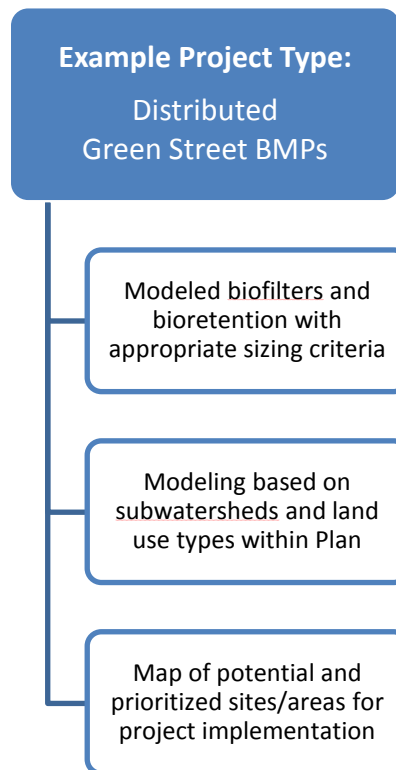 Example Project Type:
Distributed
Green Street BMPs
Modeled biofilters and
bioretention with
appropriate sizing criteria
Modeling based on
subwatersheds and land
use types within Plan
Map of potential and
prioritized sites/areas for
project implementation